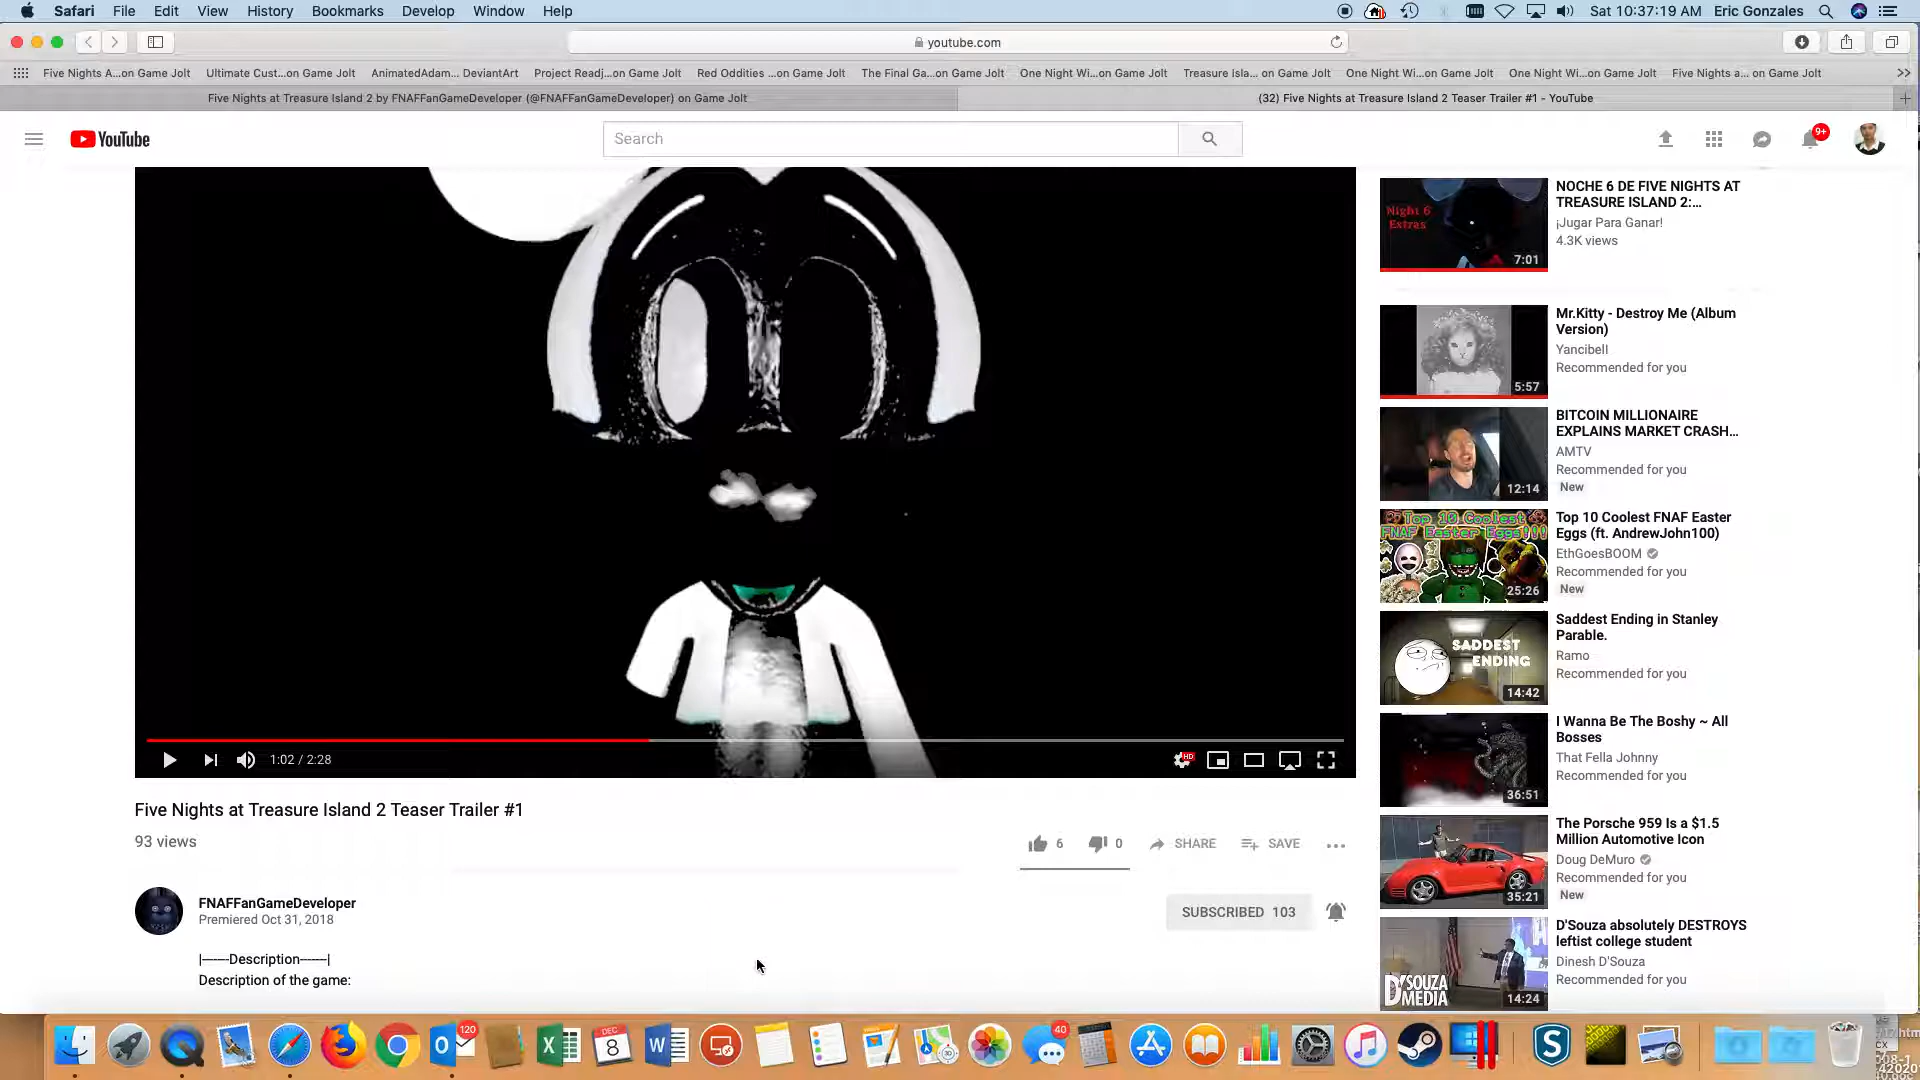 Safari File Edit View History Bookmarks Develop Window Help
Sat 10:37:19 AM Eric Gonzales
youtube.com
Five Nights A...on Game Jolt Ultimate Cust...on Game Jolt AnimatedAdam... DeviantArt Project Readj...on Game Jolt Red Oddities ...on Game Jolt The Final Ga...on Game Jolt One Night Wi...on Game Jolt Treasure Isla... on Game Jolt One Night Wi...on Game Jolt One Night Wi...on Game Jolt Five Nights a... on Game Jolt
Five Nights at Treasure Island 2 by FNAFFanGameDeveloper (@FNAFFanGameDeveloper) on Game Jolt
(32) Five Nights at Treasure Island 2 Teaser Trailer #1 - YouTube
YouTube
Search
9+
1:02 / 2:28
HD
Five Nights at Treasure Island 2 Teaser Trailer #1
93 views
6 0 SHARE SAVE
FNAFFanGameDeveloper
Premiered Oct 31, 2018
SUBSCRIBED 103
|-------Description-------|
Description of the game:
Night 6
Extras
7:01
NOCHE 6 DE FIVE NIGHTS AT
TREASURE ISLAND 2:...
¡Jugar Para Ganar!
4.3K views
5:57
Mr.Kitty - Destroy Me (Album
Version)
Yancibell
Recommended for you
12:14
BITCOIN MILLIONAIRE
EXPLAINS MARKET CRASH...
AMTV
Recommended for you
New
Top 10 Coolest
FNAF Easter Eggs!!!
25:26
Top 10 Coolest FNAF Easter
Eggs (ft. AndrewJohn100)
EthGoesBOOM
Recommended for you
New
SADDEST
ENDING
14:42
Saddest Ending in Stanley
Parable.
Ramo
Recommended for you
36:51
I Wanna Be The Boshy ~ All
Bosses
That Fella Johnny
Recommended for you
35:21
The Porsche 959 Is a $1.5
Million Automotive Icon
Doug DeMuro
Recommended for you
New
D'SOUZA
MEDIA
14:24
D'Souza absolutely DESTROYS
leftist college student
Dinesh D'Souza
Recommended for you
120
DEC
8
40